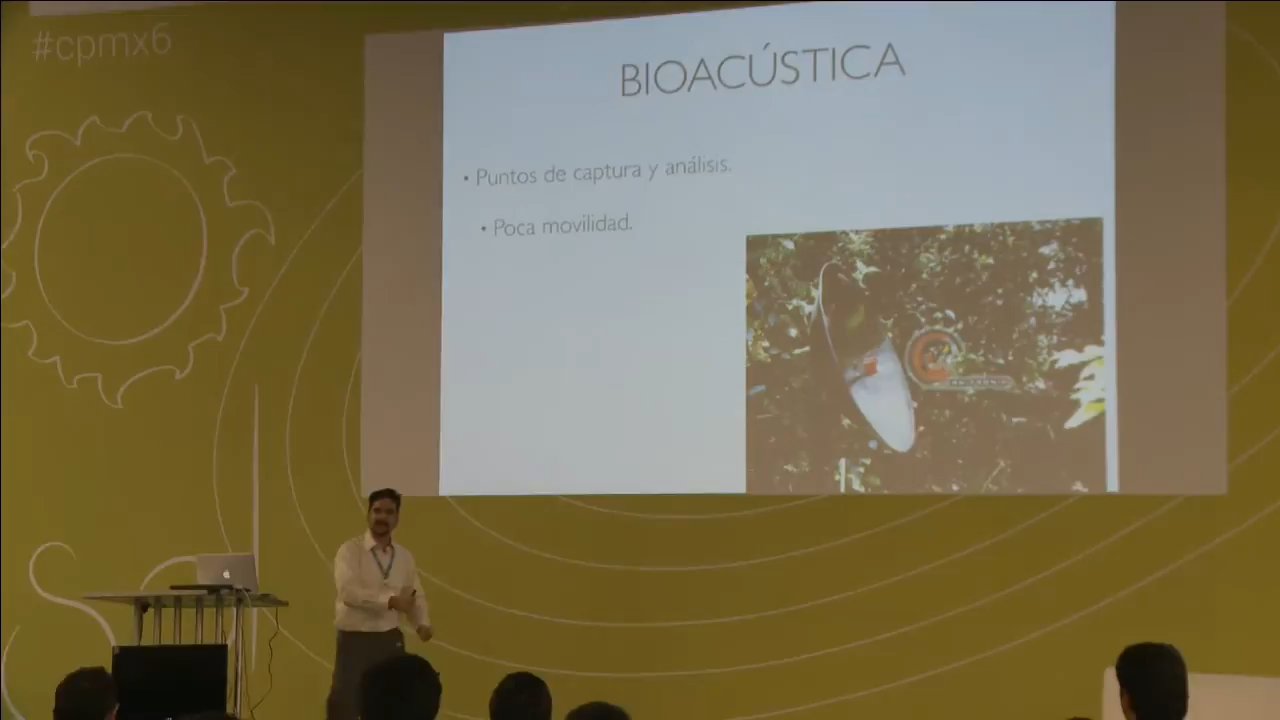 #cpmx6
BIOACÚSTICA
• Puntos de captura y análisis.
• Poca movilidad.